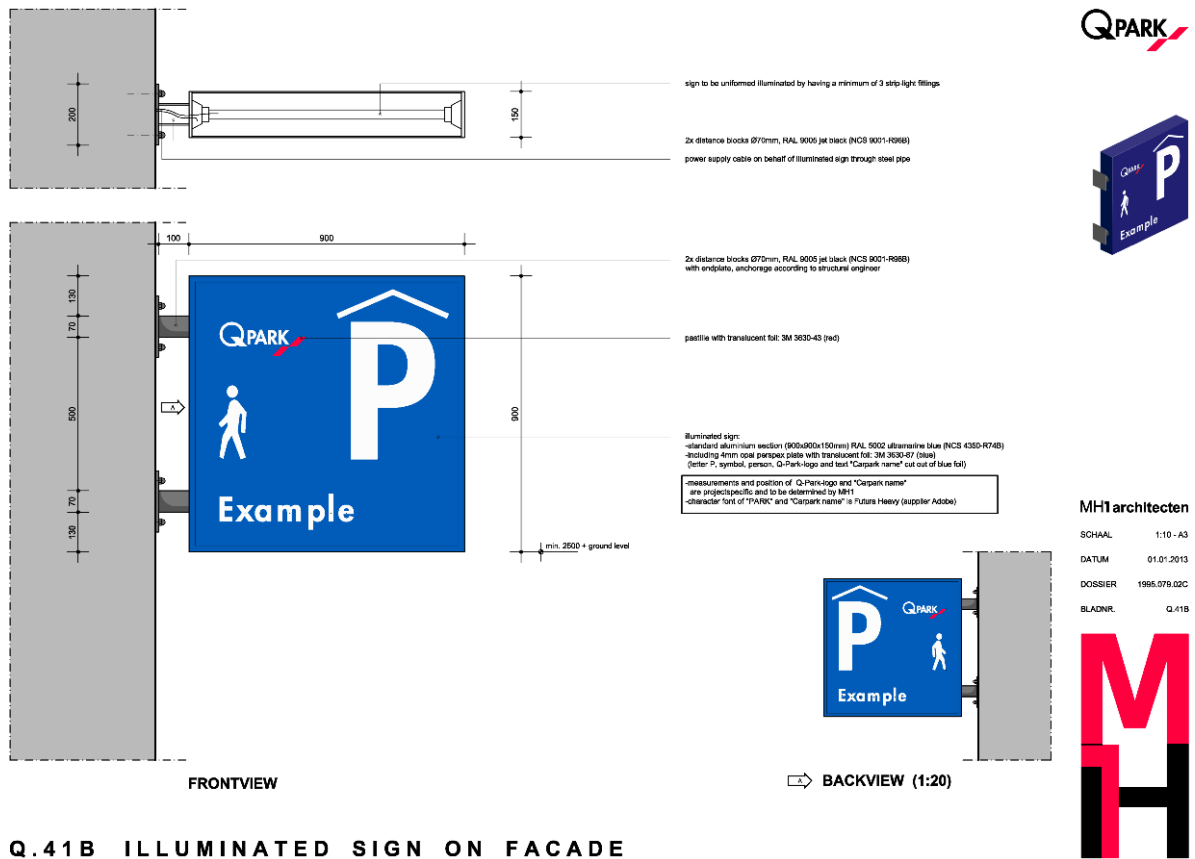 QPARK
sign to be uniformed illuminated by having a minimum of 3 strip-light fittings
200
150
2x distance blocks Ø70mm, RAL 9005 jet black (NCS 9001-R96B)
power supply cable on behalf of illuminated sign through steel pipe
QPARK
P
Example
100
900
2x distance blocks Ø70mm, RAL 9005 jet black (NCS 9001-R96B)
with endplate, anchorage according to structural engineer
130
70
500
70
130
QPARK
P
Example
A
900
pastille with translucent foil: 3M 3630-43 (red)
illuminated sign:
-standard aluminium section (900x900x150mm) RAL 5002 ultramarine blue (NCS 4350-R74B)
-including 4mm opal perspex plate with translucent foil: 3M 3630-87 (blue)
(letter P, symbol, person, Q-Park-logo and text "Carpark name" cut out of blue foil)
-measurements and position of Q-Park-logo and "Carpark name"
are projectspecific and to be determined by MH1
-character font of "PARK" and "Carpark name" is Futura Heavy (supplier Adobe)
min. 2500 + ground level
MH1 architecten
SCHAAL 1:10 - A3
DATUM 01.01.2013
DOSSIER 1995.079.02C
BLADNR. Q.41B
P
QPARK
Example
FRONTVIEW
A BACKVIEW (1:20)
MH1
Q.41B ILLUMINATED SIGN ON FACADE